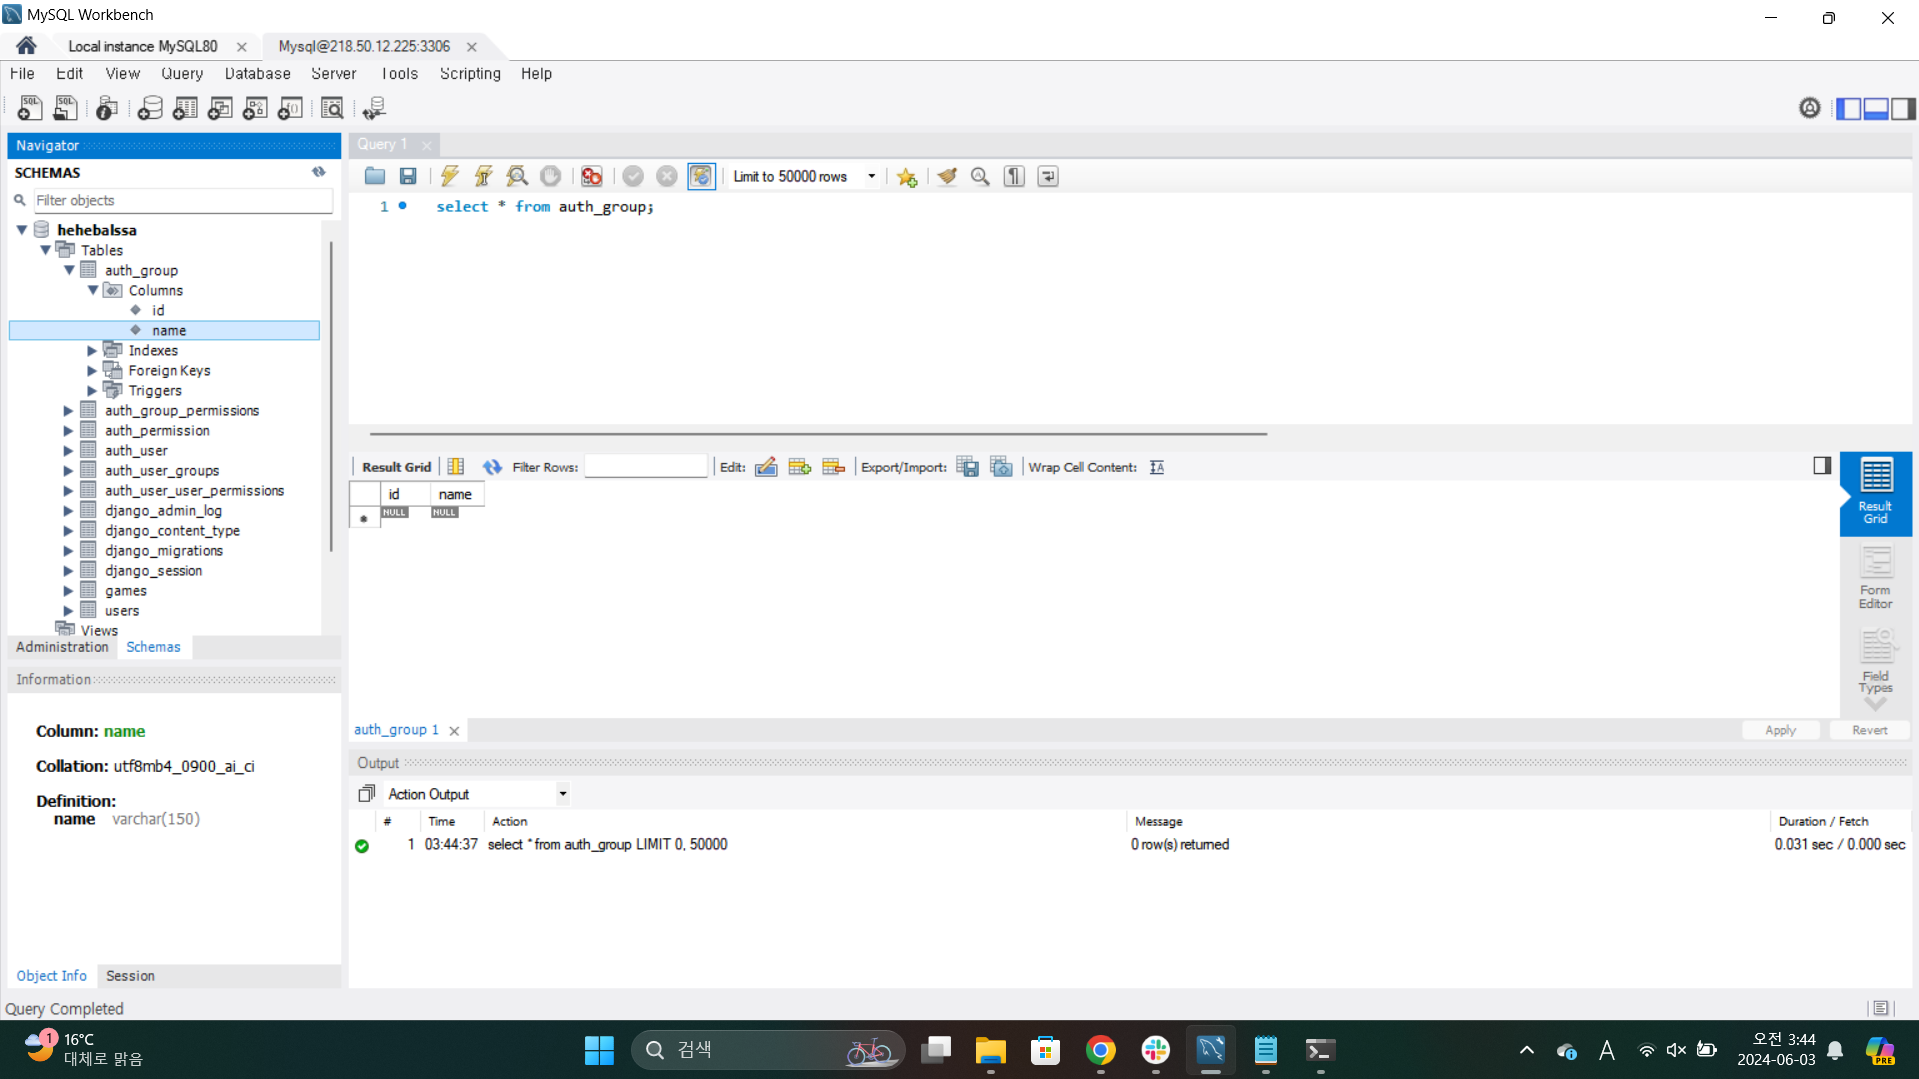 MySQL Workbench
Local instance MySQL80
Mysql@218.50.12.225:3306
File Edit View Query Database Server Tools Scripting Help
Navigator
SCHEMAS
Filter objects
hehebalssa
Tables
auth_group
Columns
id
name
Indexes
Foreign Keys
Triggers
auth_group_permissions
auth_permission
auth_user
auth_user_groups
auth_user_user_permissions
django_admin_log
django_content_type
django_migrations
django_session
games
users
Views
Administration Schemas
Information
Column: name
Collation: utf8mb4_0900_ai_ci
Definition:
name varchar(150)
Object Info Session
Query 1
Limit to 50000 rows
1 select * from auth_group;
Result Grid Filter Rows: Edit: Export/Import: Wrap Cell Content:
id name
NULL NULL
Result
Grid
Form
Editor
Field
Types
auth_group 1
Apply Revert
Output
Action Output
# Time Action Message Duration / Fetch
1 03:44:37 select * from auth_group LIMIT 0, 50000 0 row(s) returned 0.031 sec / 0.000 sec
Query Completed
1
16°C
대체로 맑음
검색
A
오전 3:44
2024-06-03
PRE